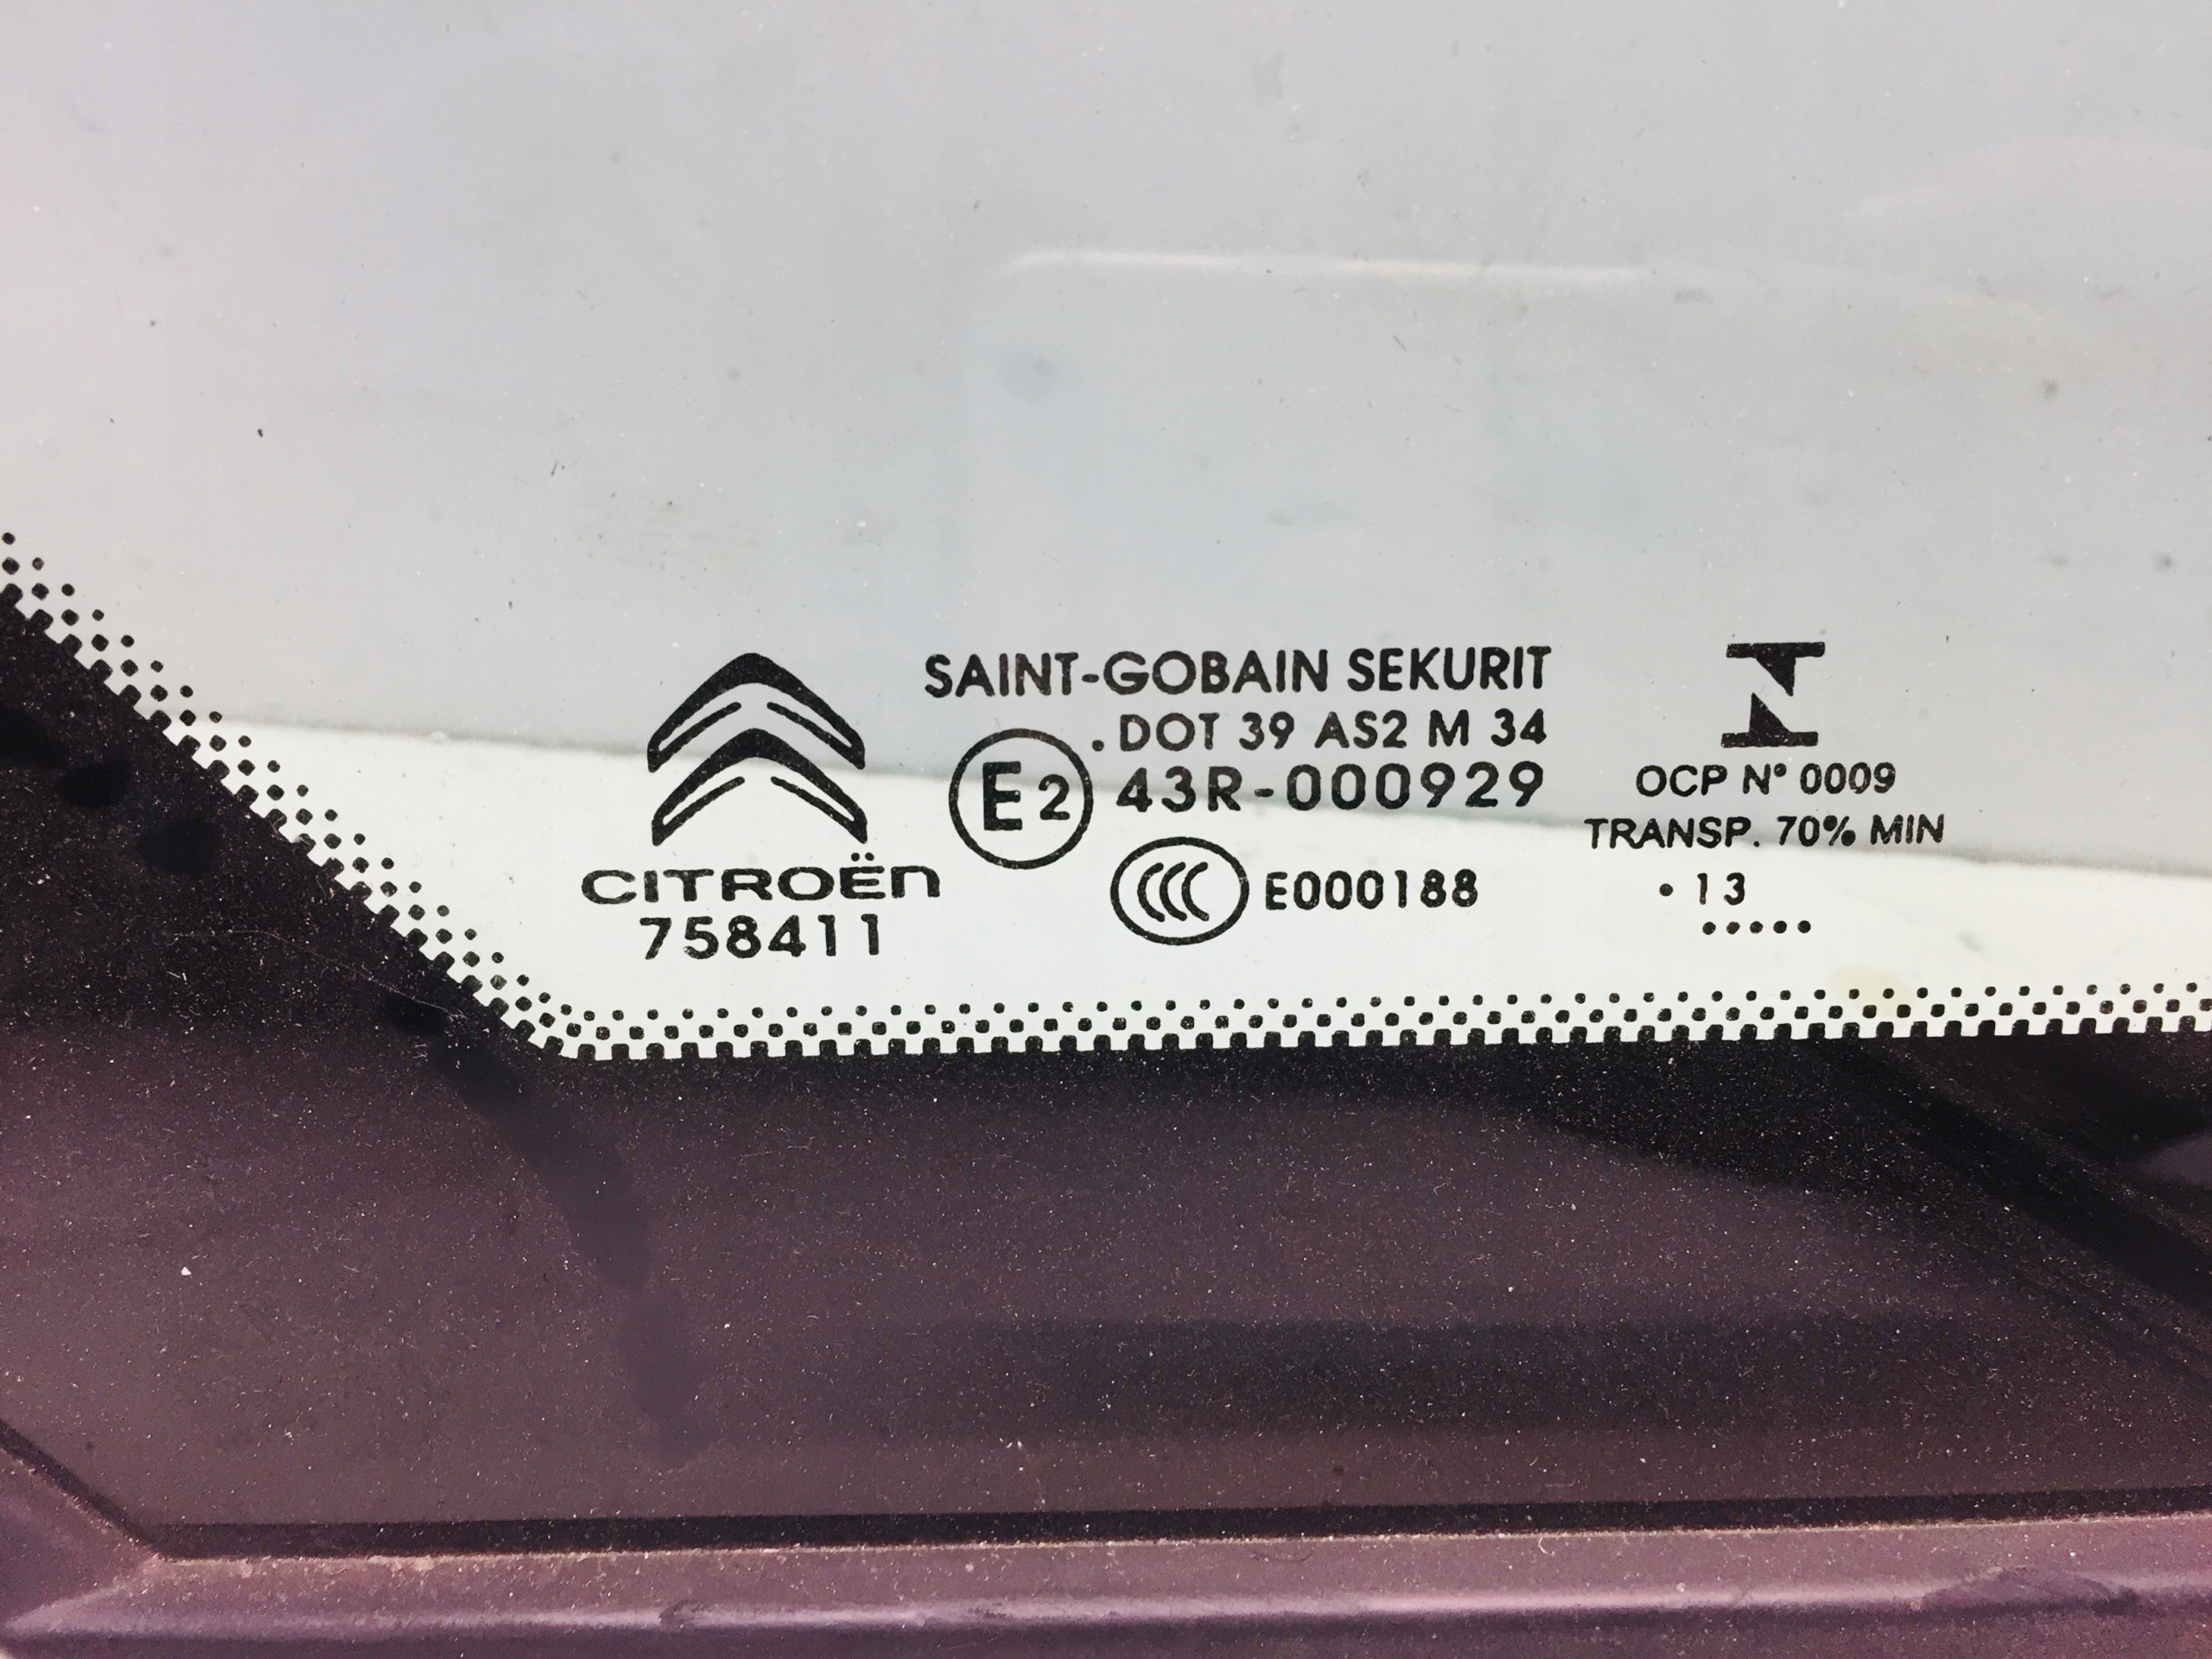 SAINT-GOBAIN SEKURIT
.DOT 39 AS2 M 34
E2 43R-000929
CCC E000188
CITROËN
758411
OCP N° 0009
TRANSP. 70% MIN
• 13
•••••